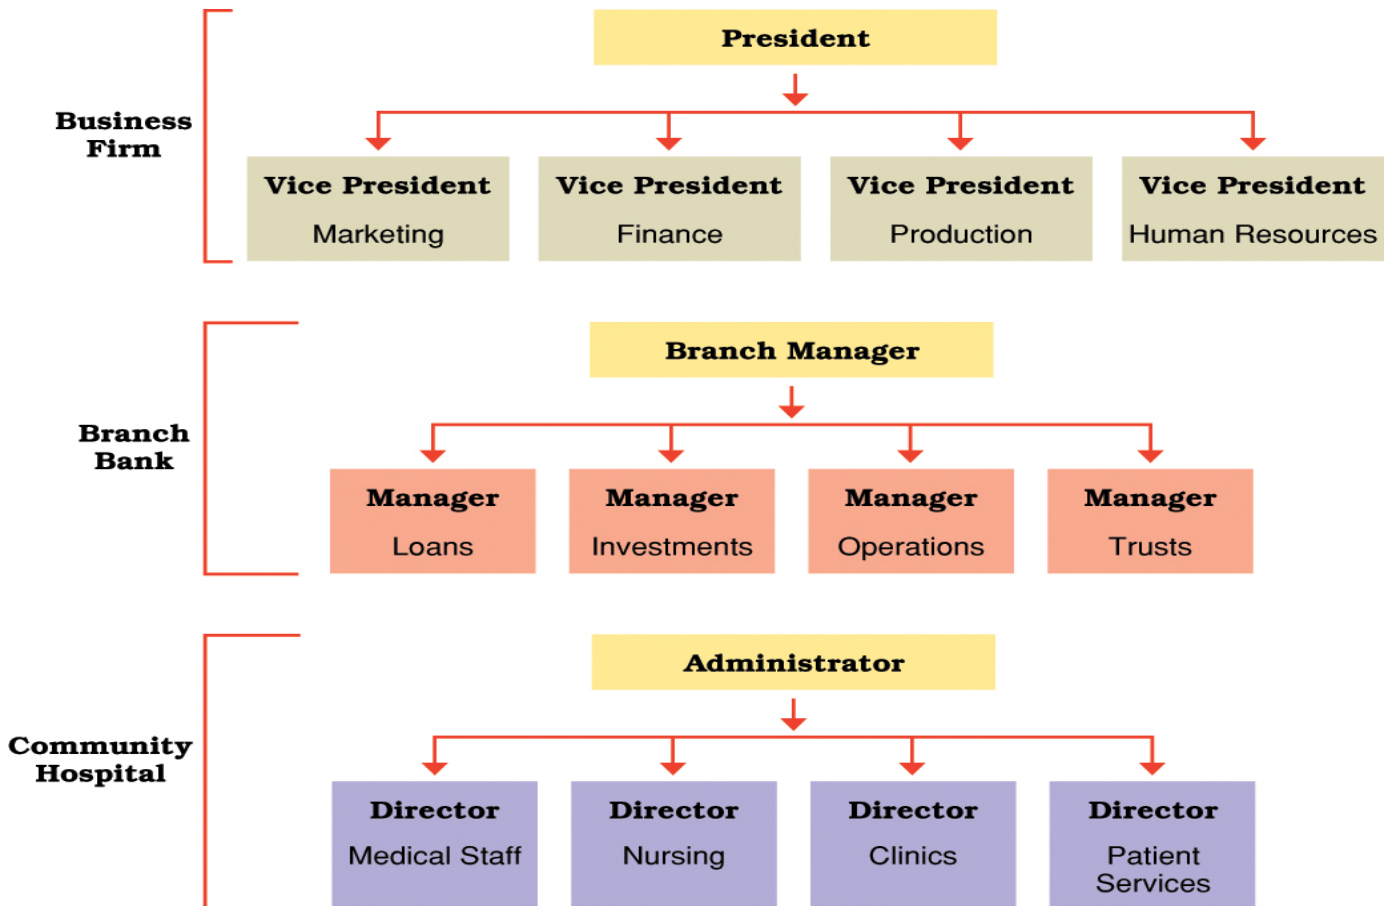 President
Business
Firm
Vice President
Marketing
Vice President
Finance
Vice President
Production
Vice President
Human Resources
Branch Manager
Branch
Bank
Manager
Loans
Manager
Investments
Manager
Operations
Manager
Trusts
Administrator
Community
Hospital
Director
Medical Staff
Director
Nursing
Director
Clinics
Director
Patient
Services